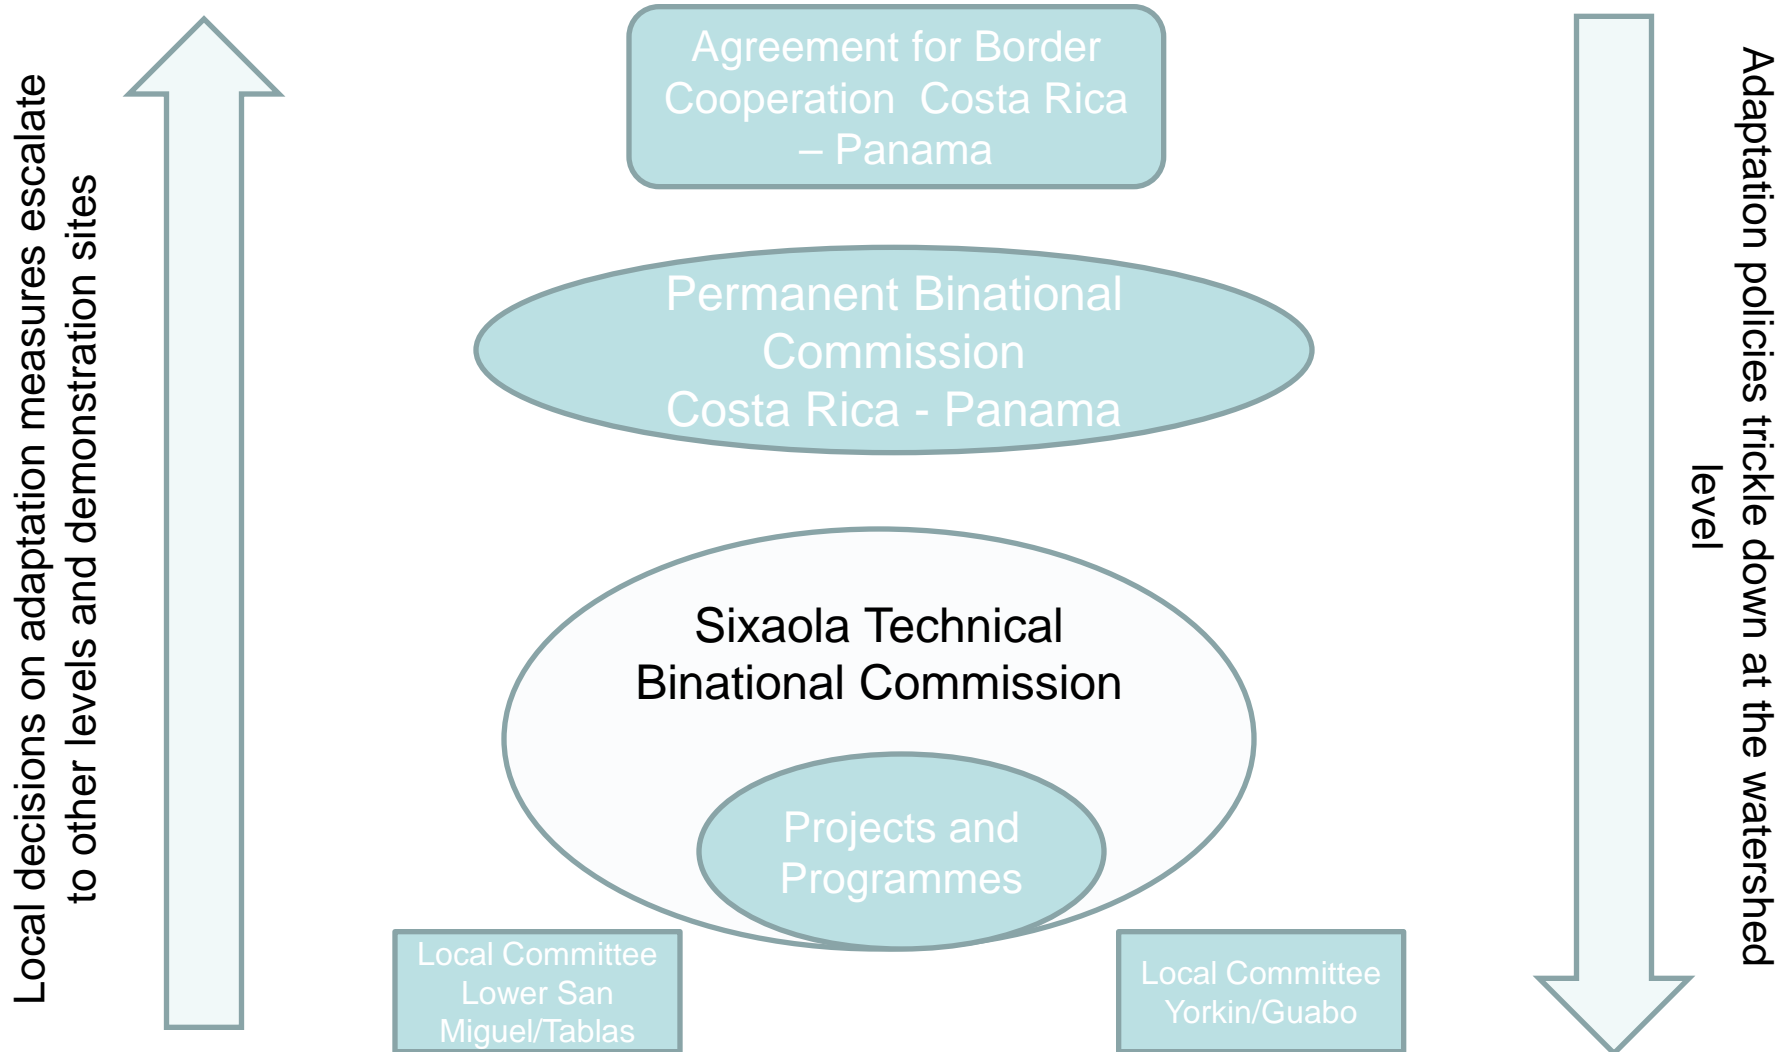 Local decisions on adaptation measures escalate
to other levels and demonstration sites
Agreement for Border
Cooperation Costa Rica
– Panama
Permanent Binational
Commission
Costa Rica - Panama
Sixaola Technical
Binational Commission
Projects and
Programmes
Local Committee
Lower San
Miguel/Tablas
Local Committee
Yorkin/Guabo
Adaptation policies trickle down at the watershed
level